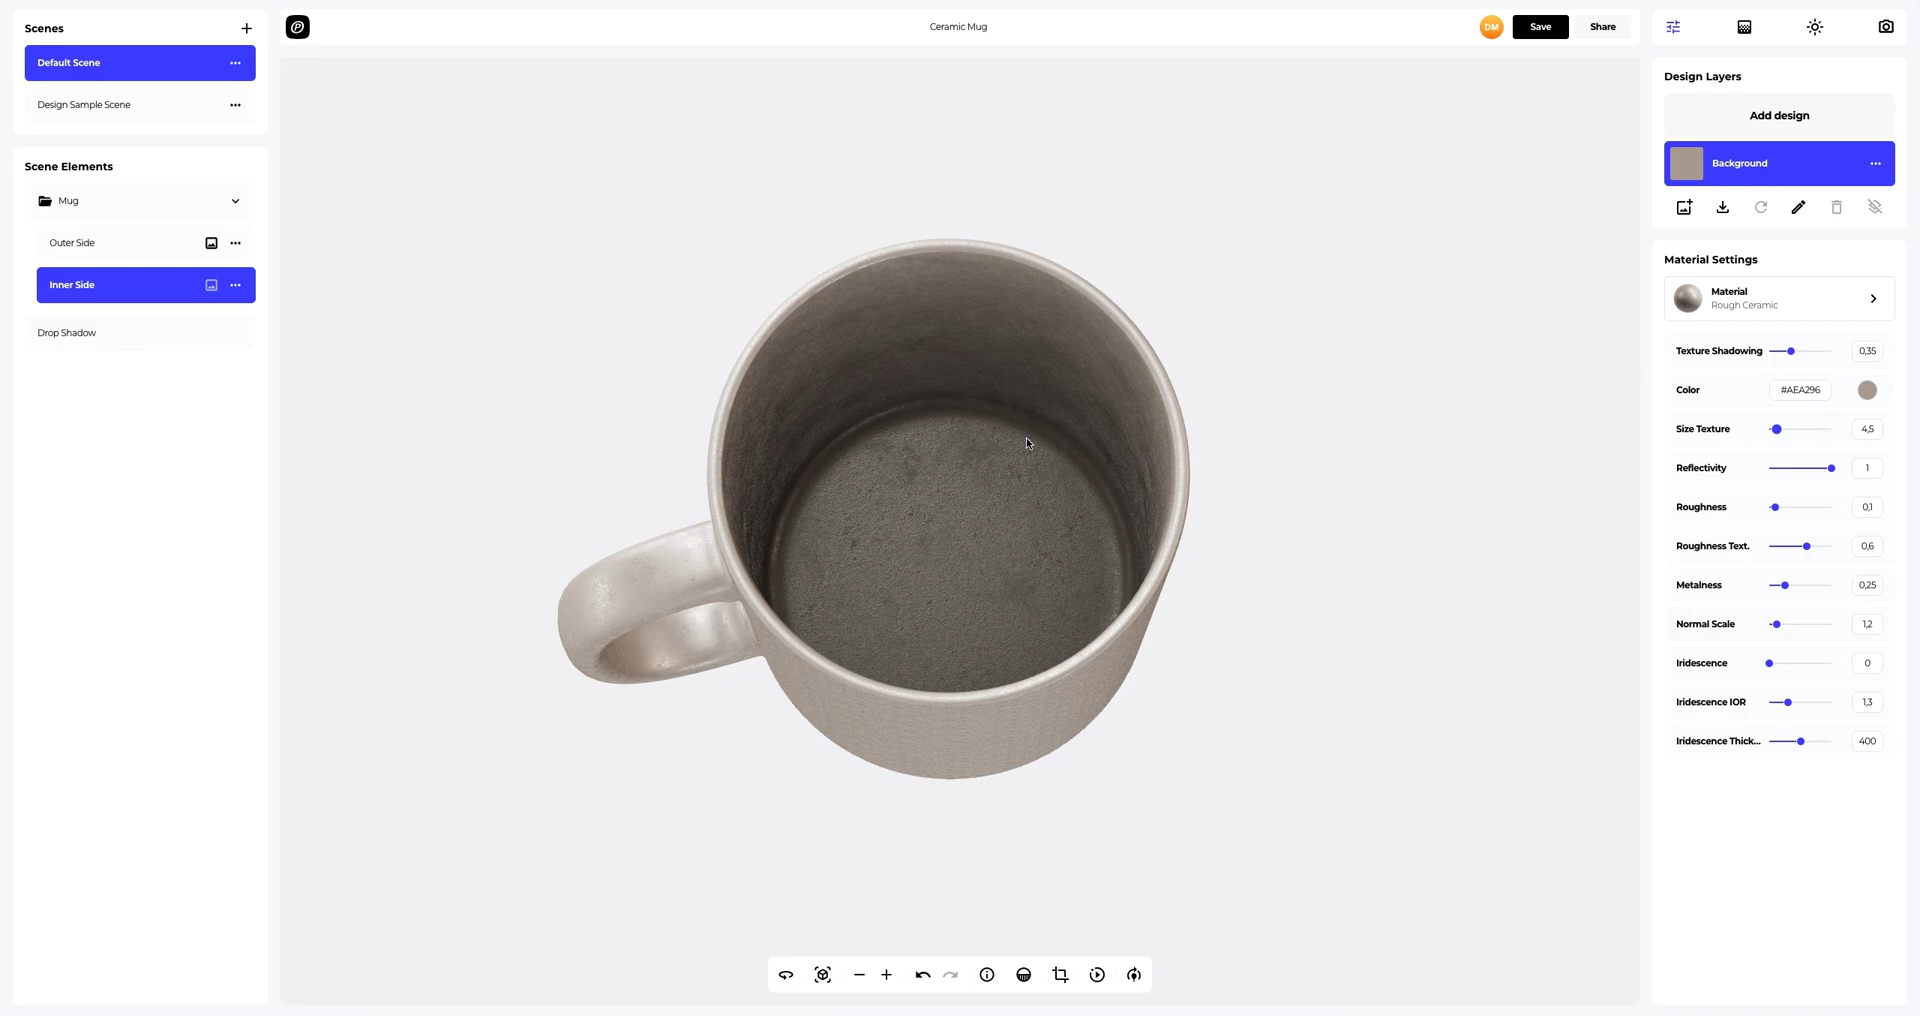 Scenes
Default Scene
Design Sample Scene
Scene Elements
Mug
Outer Side
Inner Side
Drop Shadow
Ceramic Mug
DM
Save
Share
Design Layers
Add design
Background
Material Settings
Material
Rough Ceramic
Texture Shadowing 0,35
Color #AEA296
Size Texture 4,5
Reflectivity 1
Roughness 0,1
Roughness Text. 0,6
Metalness 0,25
Normal Scale 1,2
Iridescence 0
Iridescence IOR 1,3
Iridescence Thick... 400